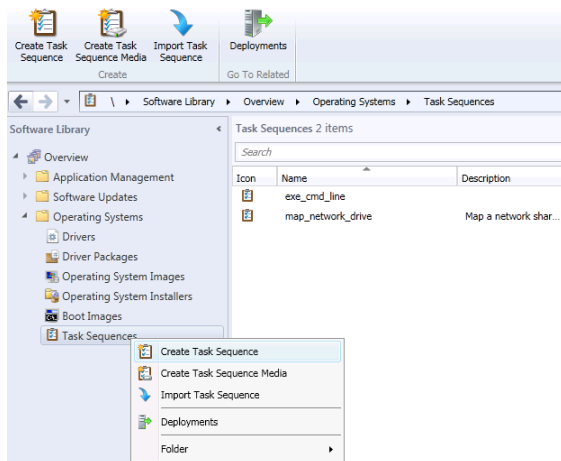 Create Task Sequence
Create Task Sequence Media
Import Task Sequence
Deployments
Create
Go To Related
\ Software Library Overview Operating Systems Task Sequences
Software Library
Overview
Application Management
Software Updates
Operating Systems
Drivers
Driver Packages
Operating System Images
Operating System Installers
Boot Images
Task Sequences
Task Sequences 2 items
Search
Icon Name Description
exe_cmd_line
map_network_drive Map a network shar...
Create Task Sequence
Create Task Sequence Media
Import Task Sequence
Deployments
Folder